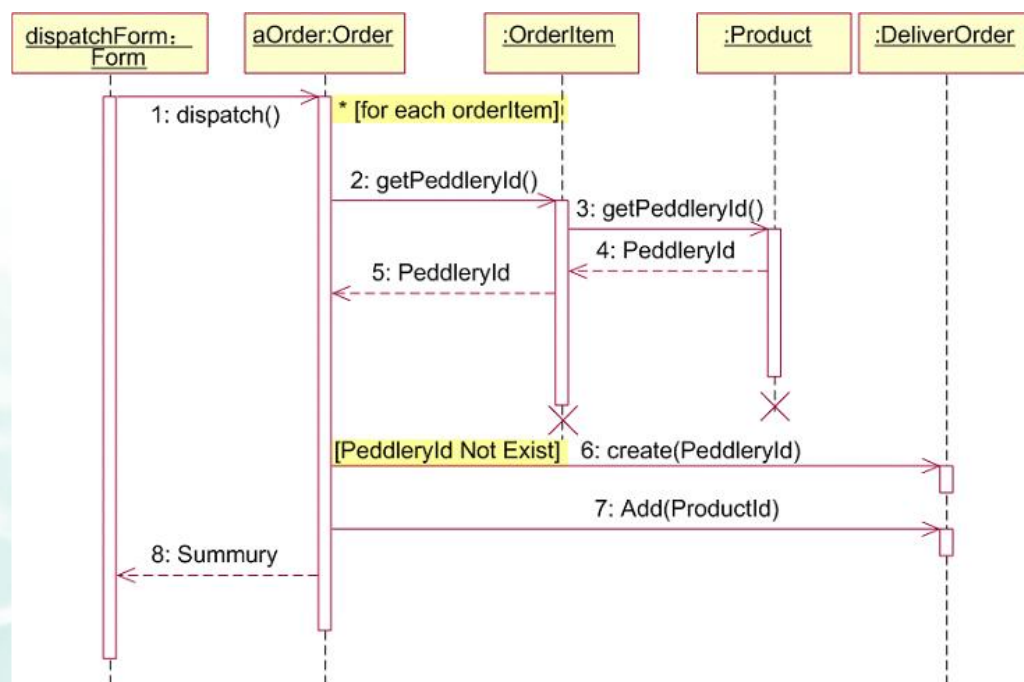 dispatchForm：
Form
aOrder:Order
:OrderItem
:Product
:DeliverOrder
1: dispatch()
* [for each orderItem]
2: getPeddleryId()
3: getPeddleryId()
4: PeddleryId
5: PeddleryId
[PeddleryId Not Exist]
6: create(PeddleryId)
7: Add(ProductId)
8: Summury